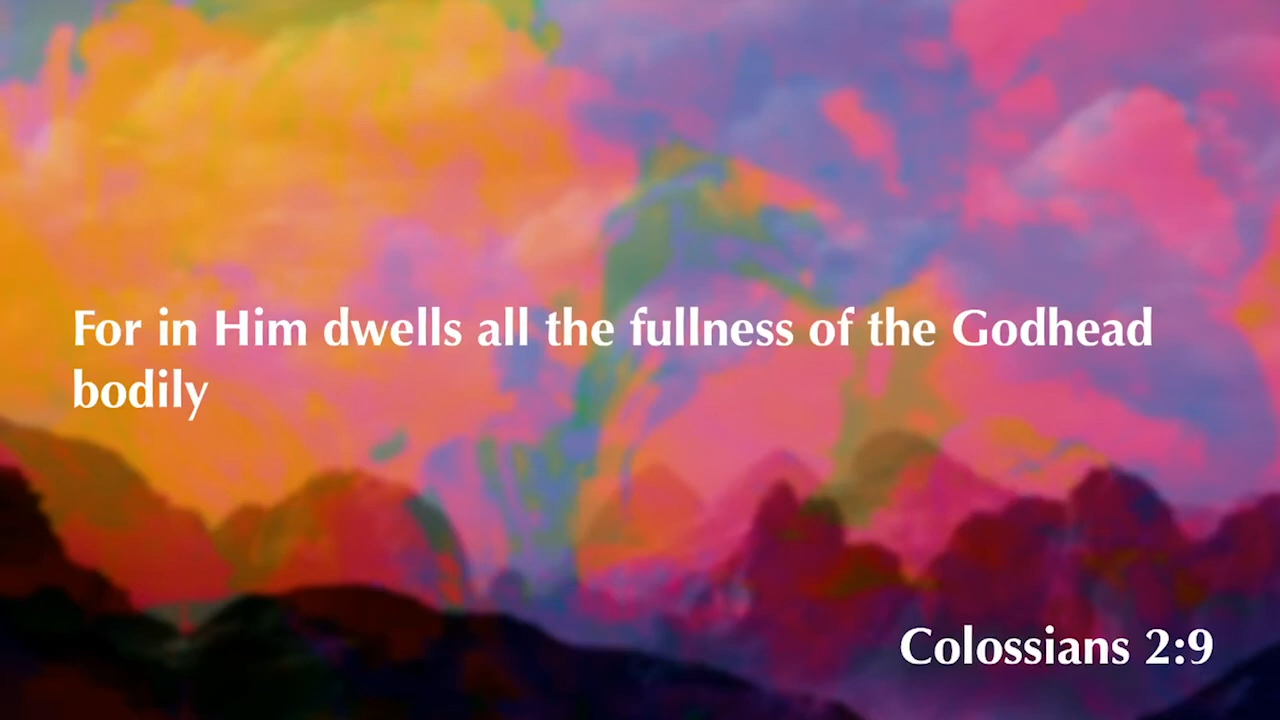 For in Him dwells all the fullness of the Godhead
bodily
Colossians 2:9